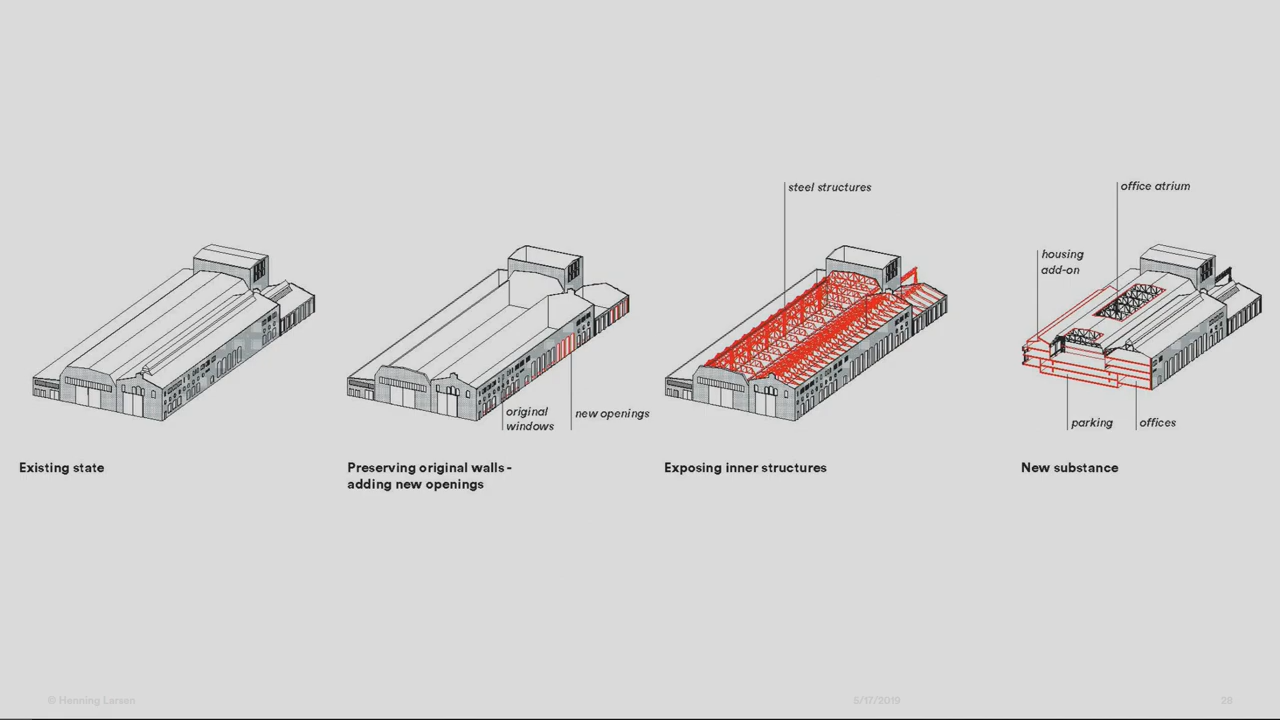 steel structures
office atrium
housing
add-on
original
windows
new openings
parking
offices
Existing state
Preserving original walls -
adding new openings
Exposing inner structures
New substance
© Henning Larsen
5/17/2019
28